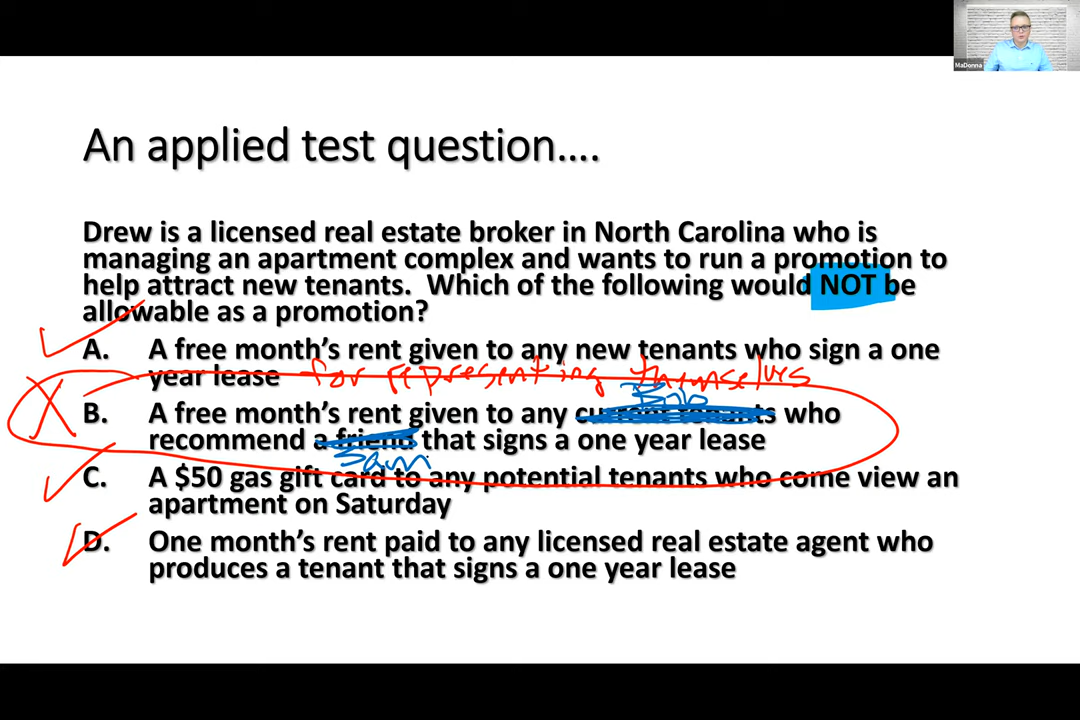 MaDonna
An applied test question....
Drew is a licensed real estate broker in North Carolina who is
managing an apartment complex and wants to run a promotion to
help attract new tenants. Which of the following would NOT be
allowable as a promotion?
A. A free month's rent given to any new tenants who sign a one
year lease for representing themselves
Bob
B. A free month's rent given to any current tenants who
recommend a friend that signs a one year lease
Sam
C. A $50 gas gift card to any potential tenants who come view an
apartment on Saturday
D. One month's rent paid to any licensed real estate agent who
produces a tenant that signs a one year lease